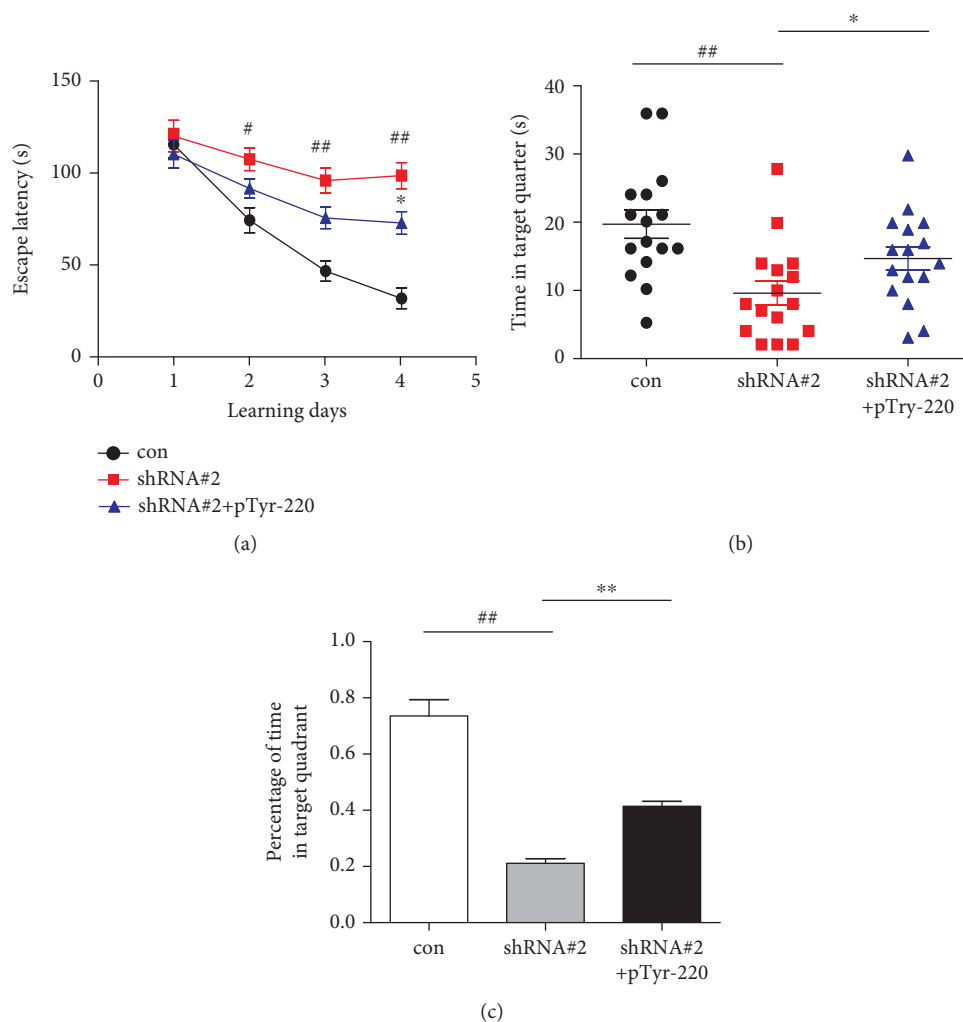 150
100
50
0
Escape latency (s)
#
##
##
*
0 1 2 3 4 5
Learning days
con
shRNA#2
shRNA#2+pTyr-220
(a)
##
*
40
30
20
10
0
Time in target quarter (s)
con
shRNA#2
shRNA#2
+pTry-220
(b)
##
**
1.0
0.8
0.6
0.4
0.2
0.0
Percentage of time
in target quadrant
con
shRNA#2
shRNA#2
+pTyr-220
(c)